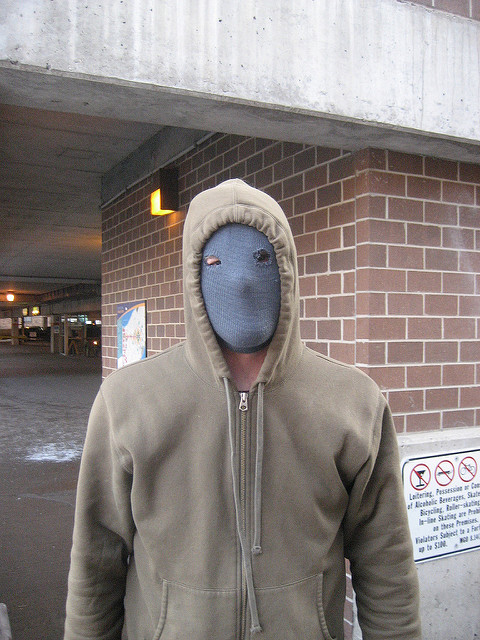 Loitering, Possession or Con
of Alcoholic Beverages, Skate
Bicycling, Roller-skating
In-line Skating are Prohi
on these Premises.
Violators Subject to a Fine
up to $100.